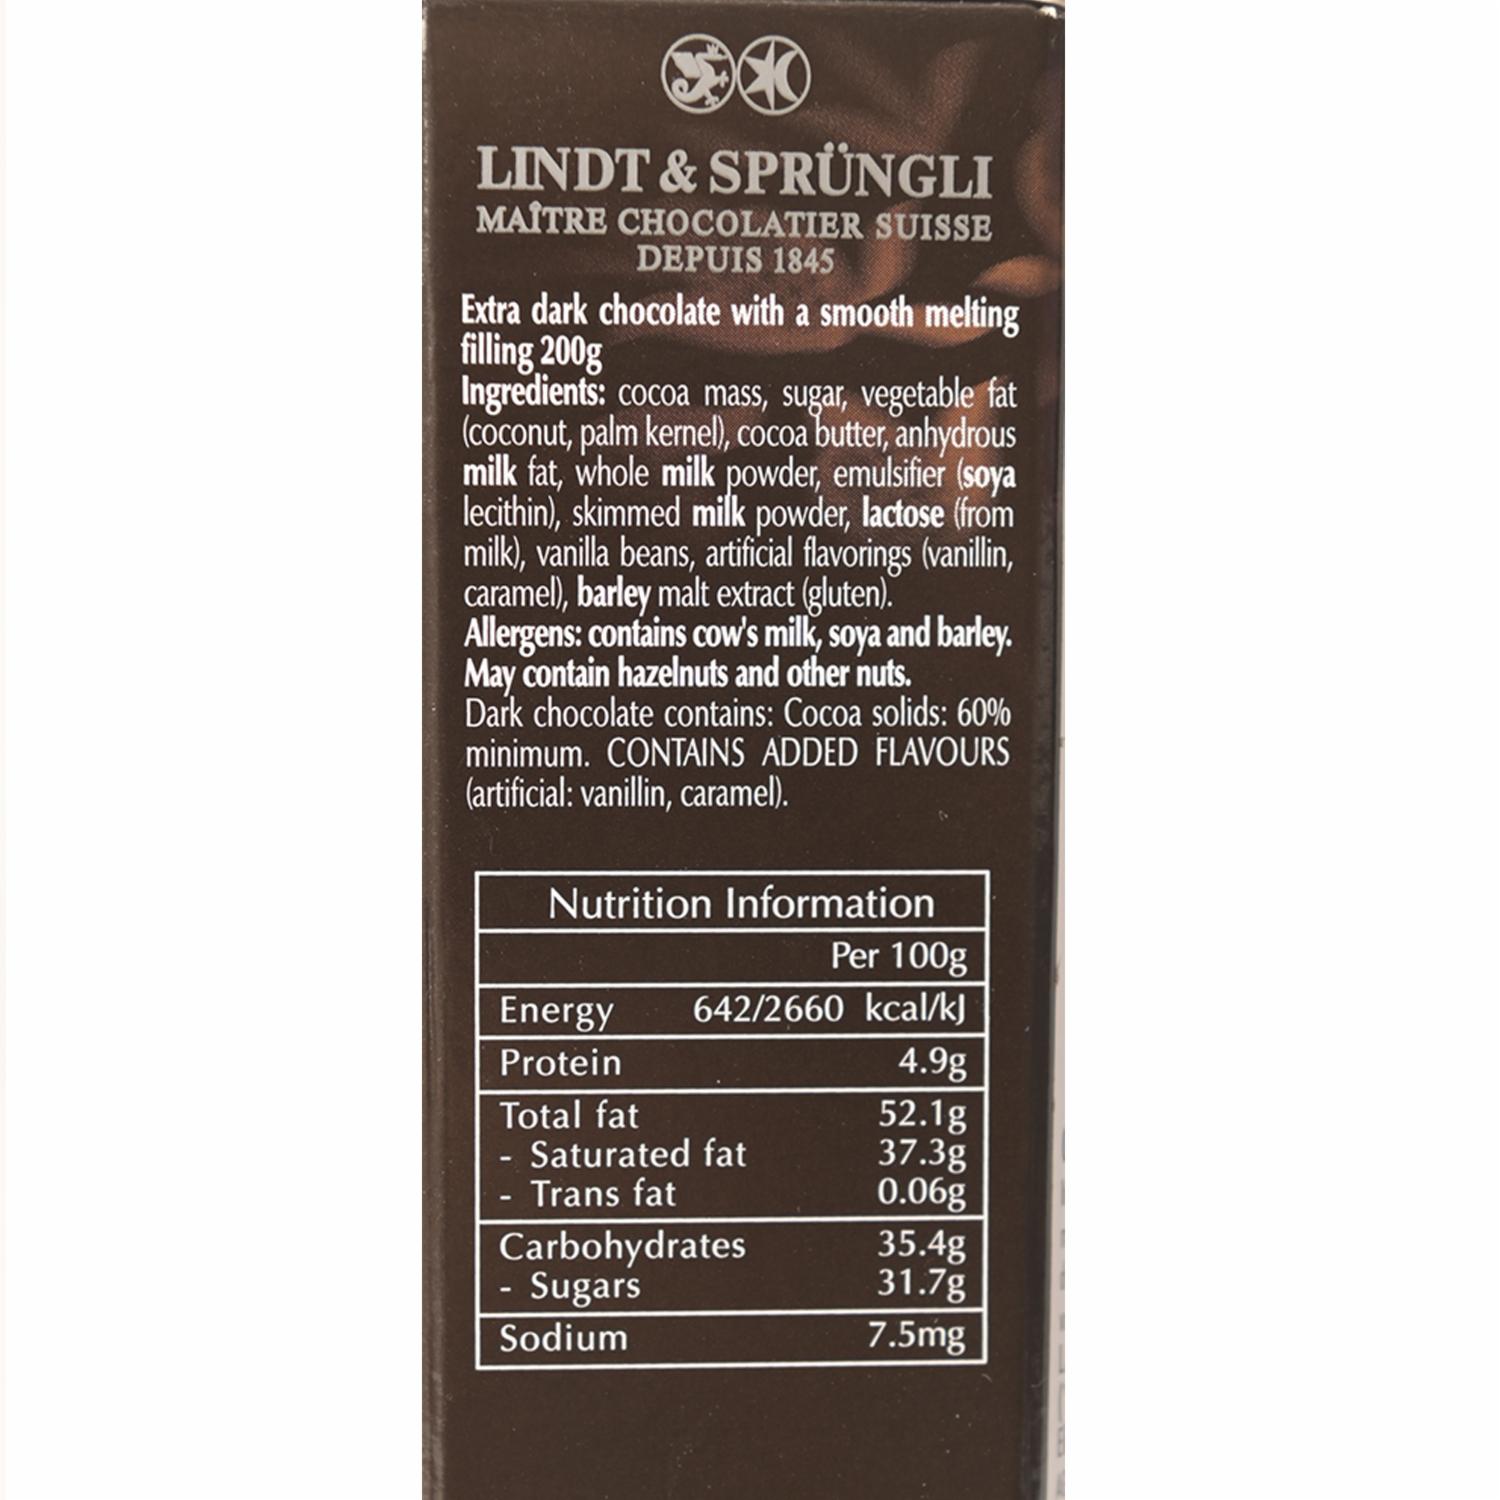 LINDT & SPRÜNGLI
MAÎTRE CHOCOLATIER SUISSE
DEPUIS 1845
Extra dark chocolate with a smooth melting
filling 200g
Ingredients: cocoa mass, sugar, vegetable fat
(coconut, palm kernel), cocoa butter, anhydrous
milk fat, whole milk powder, emulsifier (soya
lecithin), skimmed milk powder, lactose (from
milk), vanilla beans, artificial flavorings (vanillin,
caramel), barley malt extract (gluten).
Allergens: contains cow's milk, soya and barley.
May contain hazelnuts and other nuts.
Dark chocolate contains: Cocoa solids: 60%
minimum. CONTAINS ADDED FLAVOURS
(artificial: vanillin, caramel).
Nutrition Information
Per 100g
Energy 642/2660 kcal/kJ
Protein 4.9g
Total fat 52.1g
- Saturated fat 37.3g
- Trans fat 0.06g
Carbohydrates 35.4g
- Sugars 31.7g
Sodium 7.5mg